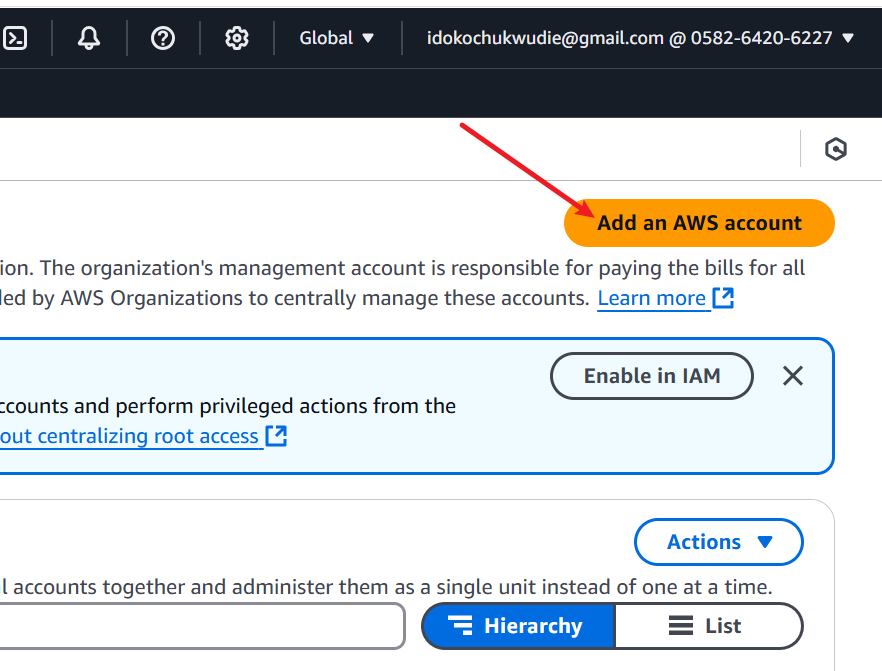 Global
idokochukwudie@gmail.com @ 0582-6420-6227
Add an AWS account
ion. The organization's management account is responsible for paying the bills for all
ded by AWS Organizations to centrally manage these accounts. Learn more
Enable in IAM
ccounts and perform privileged actions from the
out centralizing root access
Actions
l accounts together and administer them as a single unit instead of one at a time.
Hierarchy
List